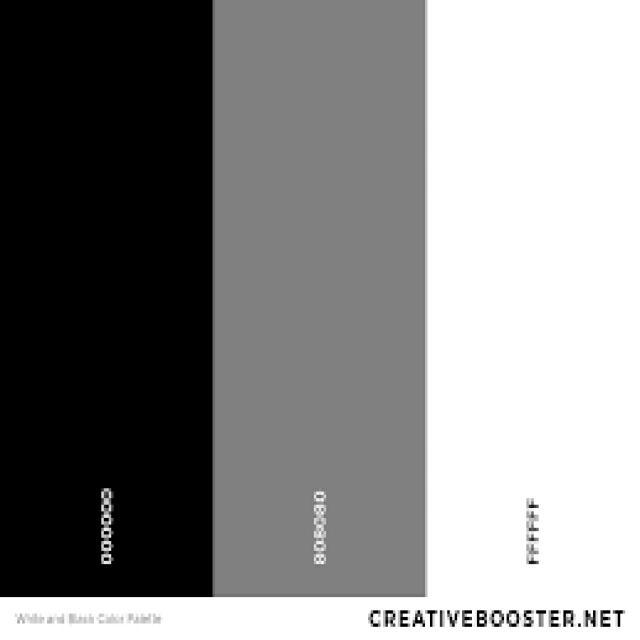 000000
808080
FFFFFF
White and Black Color Palette
CREATIVEBOOSTER.NET